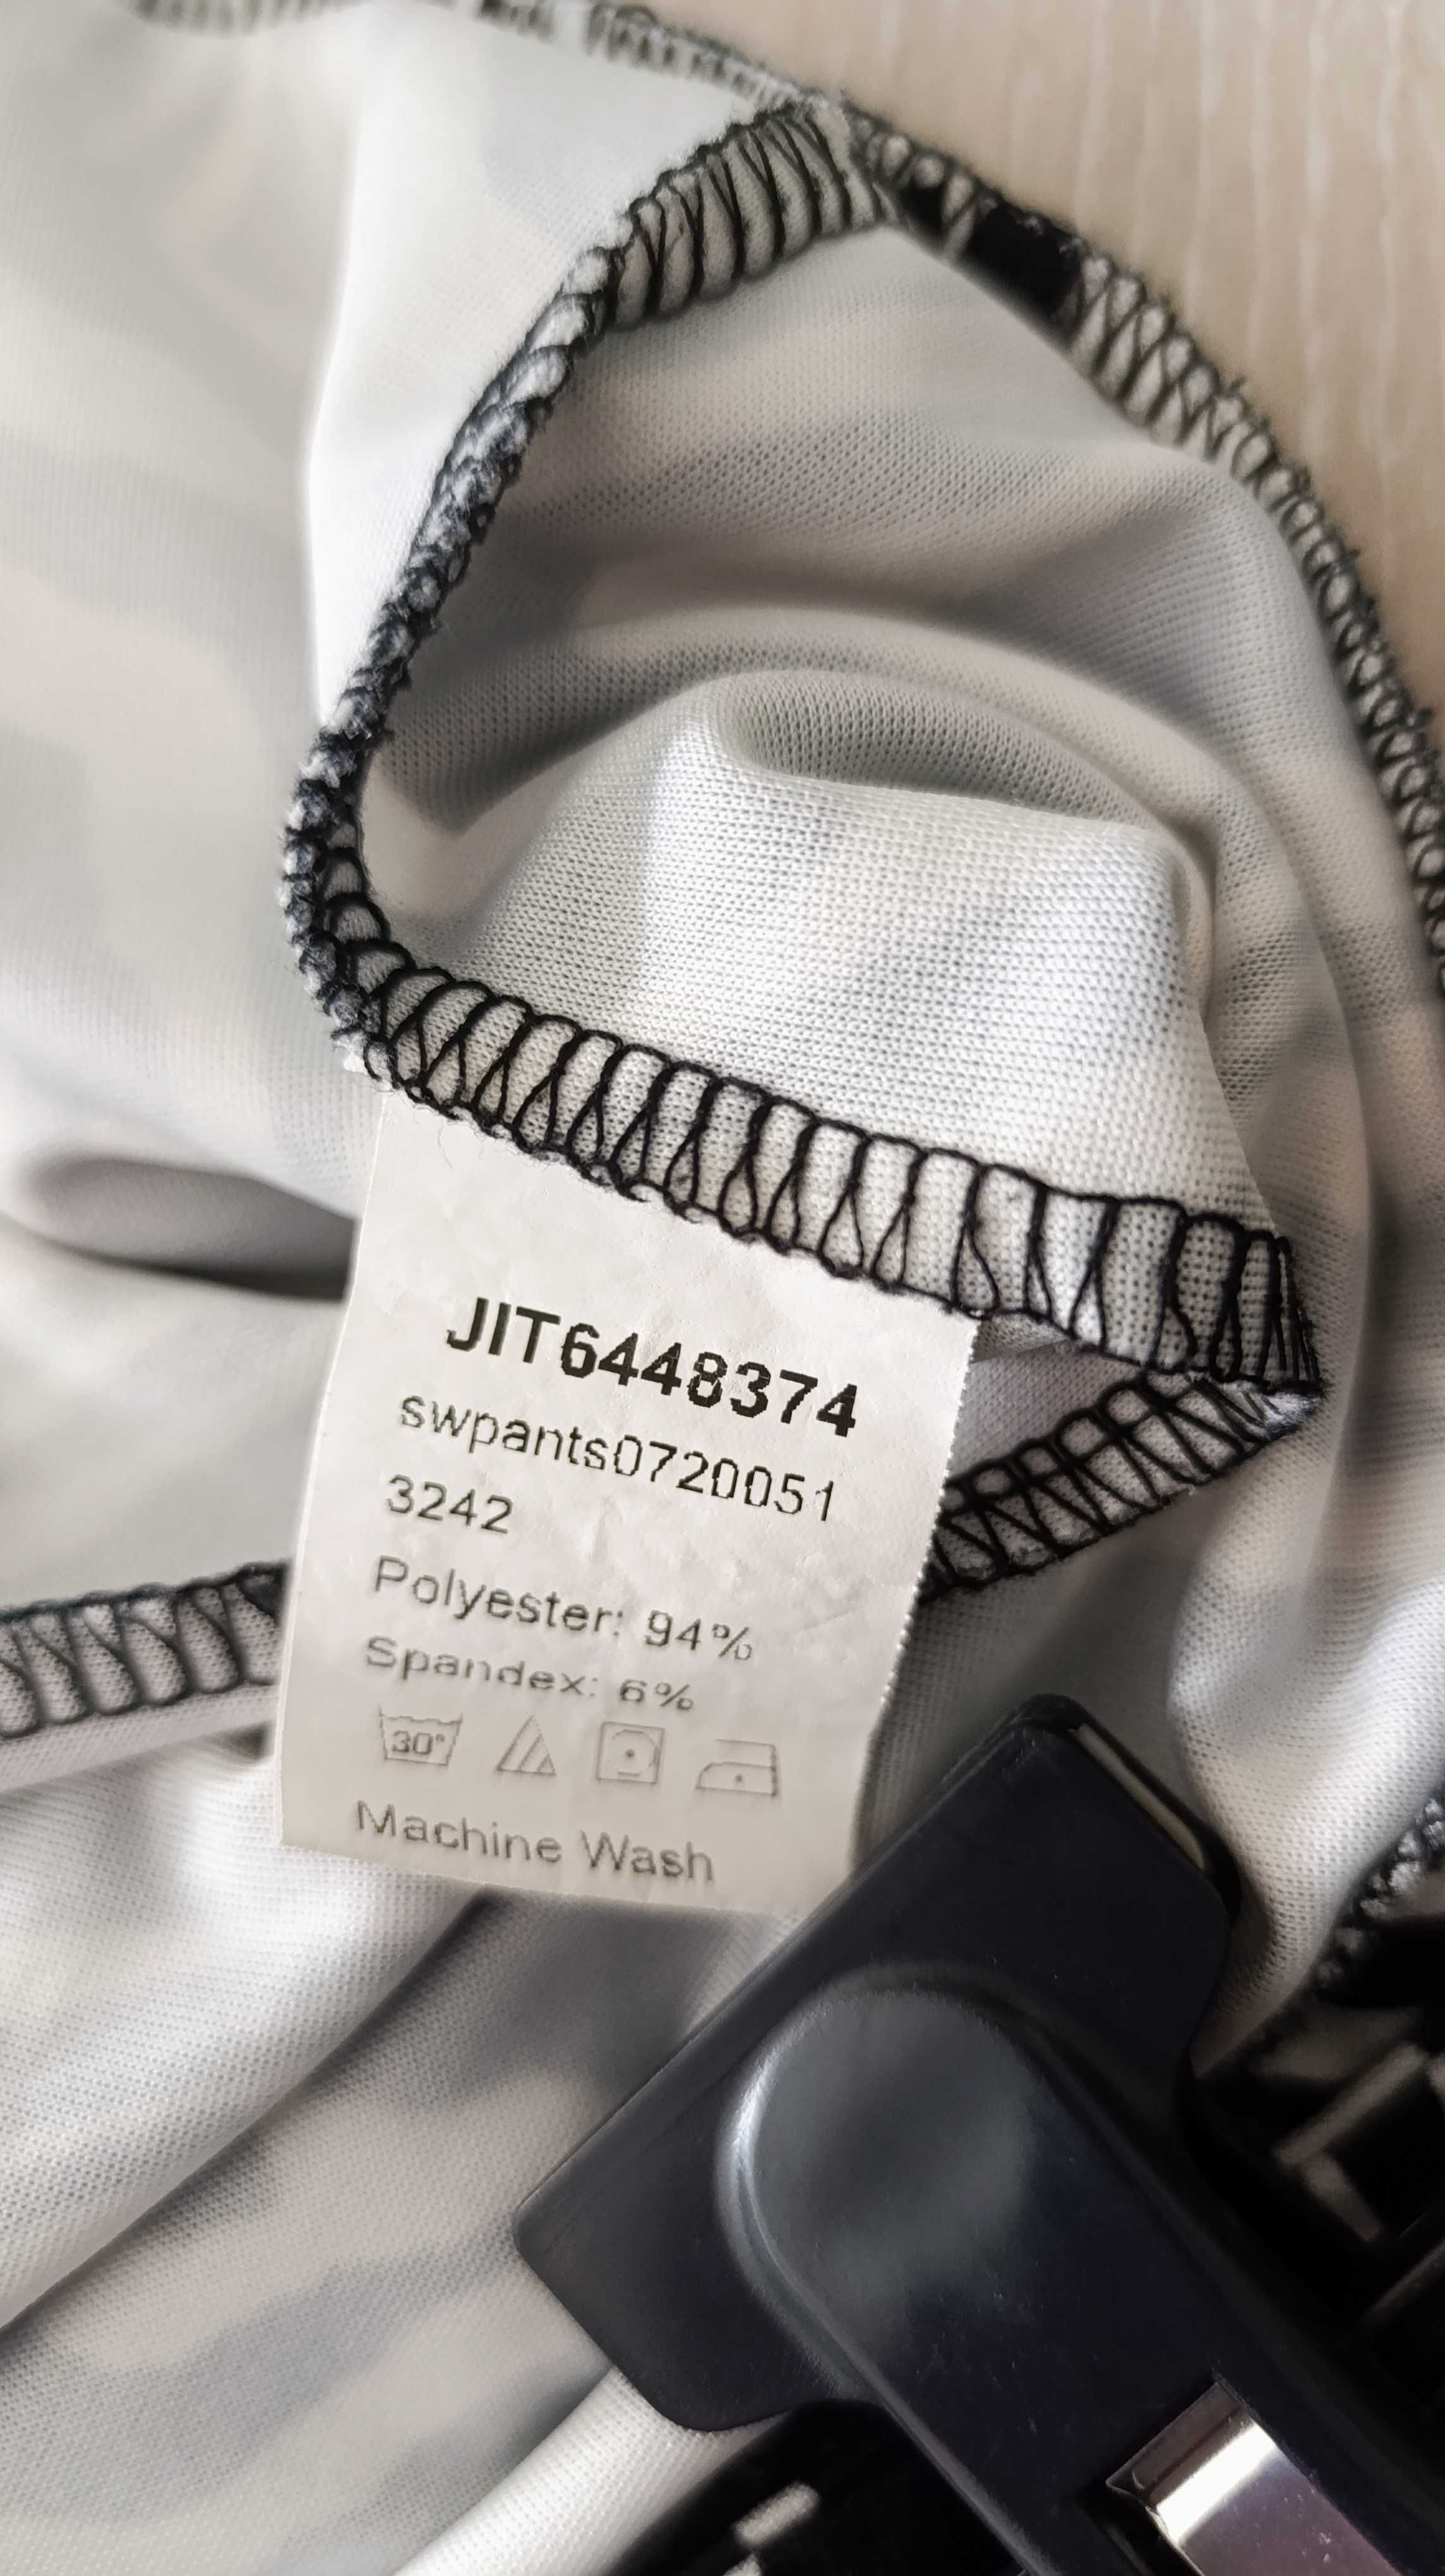 JIT6448374
swpants0720051
3242
Polyester: 94%
Spandex: 6%
30°
Machine Wash